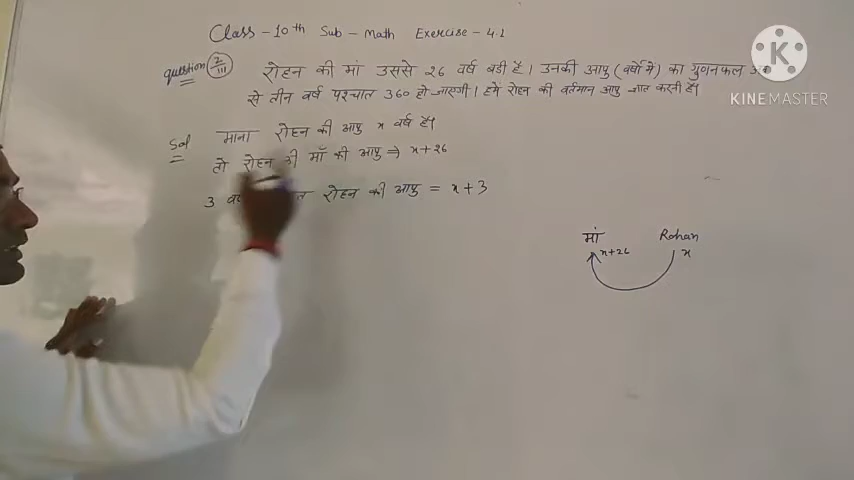 Class - 10th Sub - Math Exercise - 4.1
question 2/III रोहन की मां उससे 26 वर्ष बडी है। उनकी आयु (वर्षो में) का गुणनफल अब
से तीन वर्ष पश्चात 360 हो जाएगी। हमें रोहन की वर्तमान आयु ज्ञात करनी है।
Sol माना रोहन की आयु x वर्ष है।
तो रोहन की माँ की आयु ⇒ x+26
3 रोहन की आयु = x+3
मां Rohan
x+26 x
K
KINEMASTER